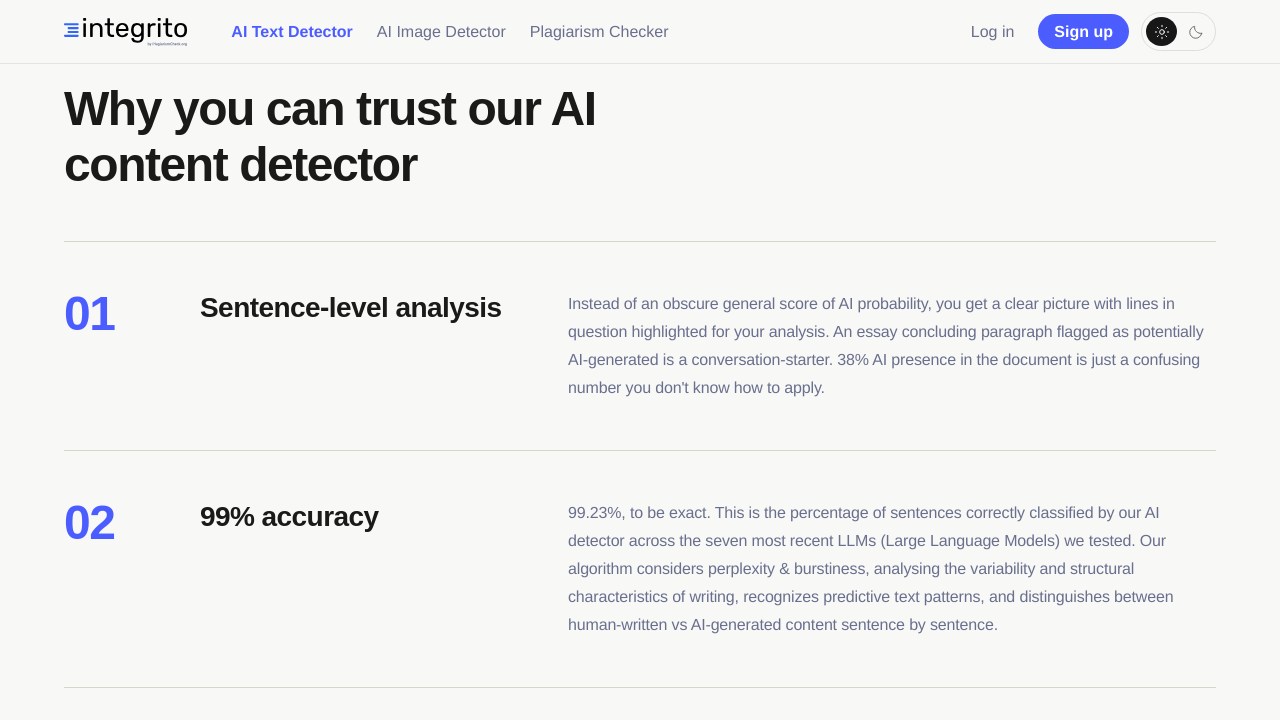 integrito
by PlagiarismCheck.org
AI Text Detector
AI Image Detector
Plagiarism Checker
Log in
Sign up
Why you can trust our AI
content detector
01
Sentence-level analysis
Instead of an obscure general score of AI probability, you get a clear picture with lines in
question highlighted for your analysis. An essay concluding paragraph flagged as potentially
AI-generated is a conversation-starter. 38% AI presence in the document is just a confusing
number you don't know how to apply.
02
99% accuracy
99.23%, to be exact. This is the percentage of sentences correctly classified by our AI
detector across the seven most recent LLMs (Large Language Models) we tested. Our
algorithm considers perplexity & burstiness, analysing the variability and structural
characteristics of writing, recognizes predictive text patterns, and distinguishes between
human-written vs AI-generated content sentence by sentence.